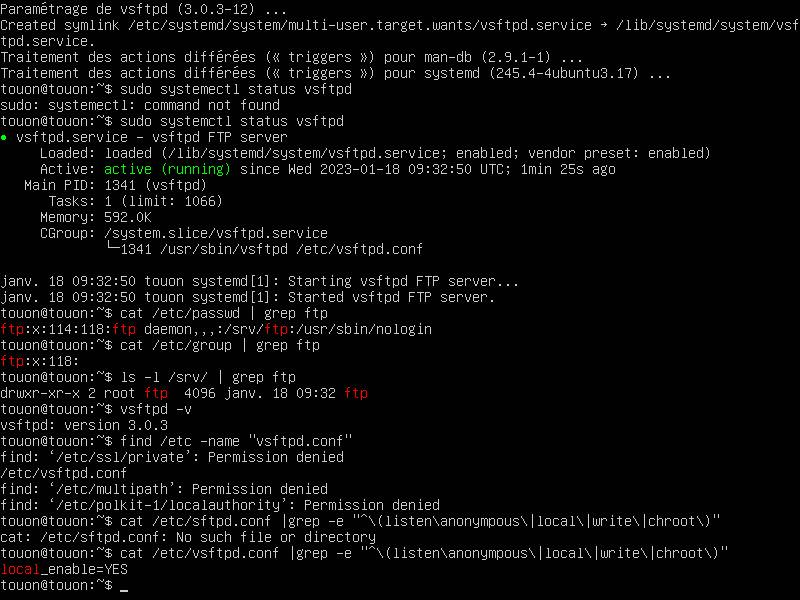 Paramétrage de vsftpd (3.0.3-12) ...
Created symlink /etc/systemd/system/multi-user.target.wants/vsftpd.service → /lib/systemd/system/vsf
tpd.service.
Traitement des actions différées (« triggers ») pour man-db (2.9.1-1) ...
Traitement des actions différées (« triggers ») pour systemd (245.4-4ubuntu3.17) ...
touon@touon:~$ sudo systemectl status vsftpd
sudo: systemectl: command not found
touon@touon:~$ sudo systemctl status vsftpd
● vsftpd.service - vsftpd FTP server
Loaded: loaded (/lib/systemd/system/vsftpd.service; enabled; vendor preset: enabled)
Active: active (running) since Wed 2023-01-18 09:32:50 UTC; 1min 25s ago
Main PID: 1341 (vsftpd)
Tasks: 1 (limit: 1066)
Memory: 592.0K
CGroup: /system.slice/vsftpd.service
└─1341 /usr/sbin/vsftpd /etc/vsftpd.conf
janv. 18 09:32:50 touon systemd[1]: Starting vsftpd FTP server...
janv. 18 09:32:50 touon systemd[1]: Started vsftpd FTP server.
touon@touon:~$ cat /etc/passwd | grep ftp
ftp:x:114:118:ftp daemon,,,:/srv/ftp:/usr/sbin/nologin
touon@touon:~$ cat /etc/group | grep ftp
ftp:x:118:
touon@touon:~$ ls -l /srv/ | grep ftp
drwxr-xr-x 2 root ftp  4096 janv. 18 09:32 ftp
touon@touon:~$ vsftpd -v
vsftpd: version 3.0.3
touon@touon:~$ find /etc -name "vsftpd.conf"
find: ‘/etc/ssl/private’: Permission denied
/etc/vsftpd.conf
find: ‘/etc/multipath’: Permission denied
find: ‘/etc/polkit-1/localauthority’: Permission denied
touon@touon:~$ cat /etc/sftpd.conf |grep -e "^\(listen\anonymous\|local\|write\|chroot\)"
cat: /etc/sftpd.conf: No such file or directory
touon@touon:~$ cat /etc/vsftpd.conf |grep -e "^\(listen\anonympous\|local\|write\|chroot\)"
local_enable=YES
touon@touon:~$ _